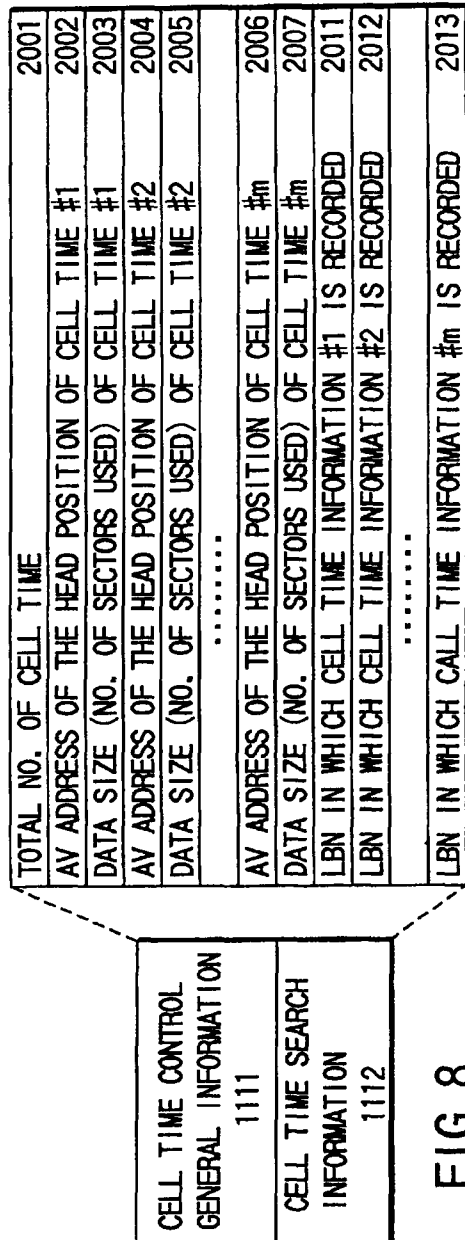 CELL TIME CONTROL
GENERAL INFORMATION
1111
CELL TIME SEARCH
INFORMATION
1112
TOTAL NO. OF CELL TIME 2001
AV ADDRESS OF THE HEAD POSITION OF CELL TIME #1 2002
DATA SIZE (NO. OF SECTORS USED) OF CELL TIME #1 2003
AV ADDRESS OF THE HEAD POSITION OF CELL TIME #2 2004
DATA SIZE (NO. OF SECTORS USED) OF CELL TIME #2 2005
........
AV ADDRESS OF THE HEAD POSITION OF CELL TIME #m 2006
DATA SIZE (NO. OF SECTORS USED) OF CELL TIME #m 2007
LBN IN WHICH CELL TIME INFORMATION #1 IS RECORDED 2011
LBN IN WHICH CELL TIME INFORMATION #2 IS RECORDED 2012
........
LBN IN WHICH CALL TIME INFORMATION #m IS RECORDED 2013
FIG. 8